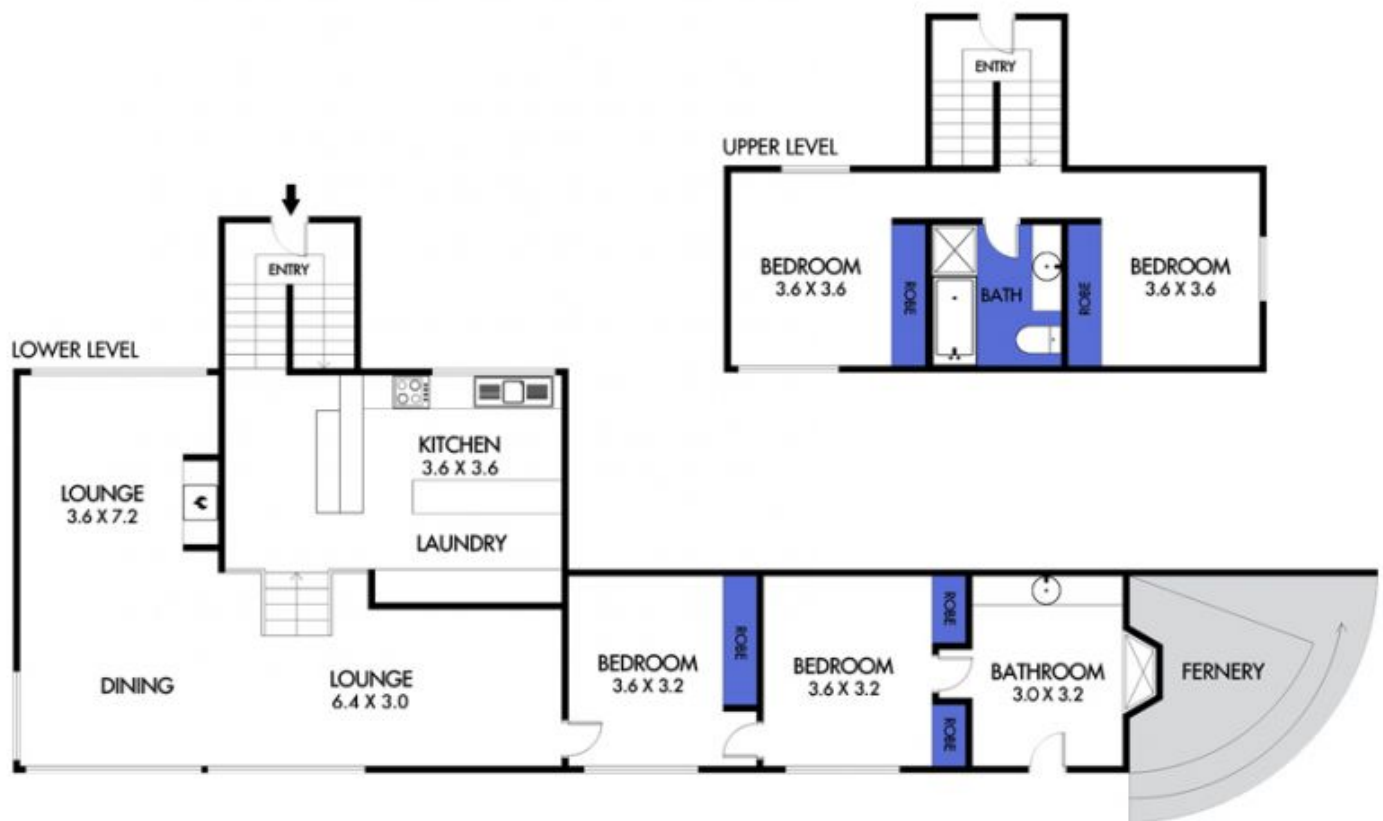 ENTRY
UPPER LEVEL
BEDROOM
3.6 X 3.6
ROBE
BATH
ROBE
BEDROOM
3.6 X 3.6
ENTRY
LOWER LEVEL
LOUNGE
3.6 X 7.2
KITCHEN
3.6 X 3.6
LAUNDRY
DINING
LOUNGE
6.4 X 3.0
BEDROOM
3.6 X 3.2
ROBE
BEDROOM
3.6 X 3.2
ROBE
ROBE
BATHROOM
3.0 X 3.2
FERNERY